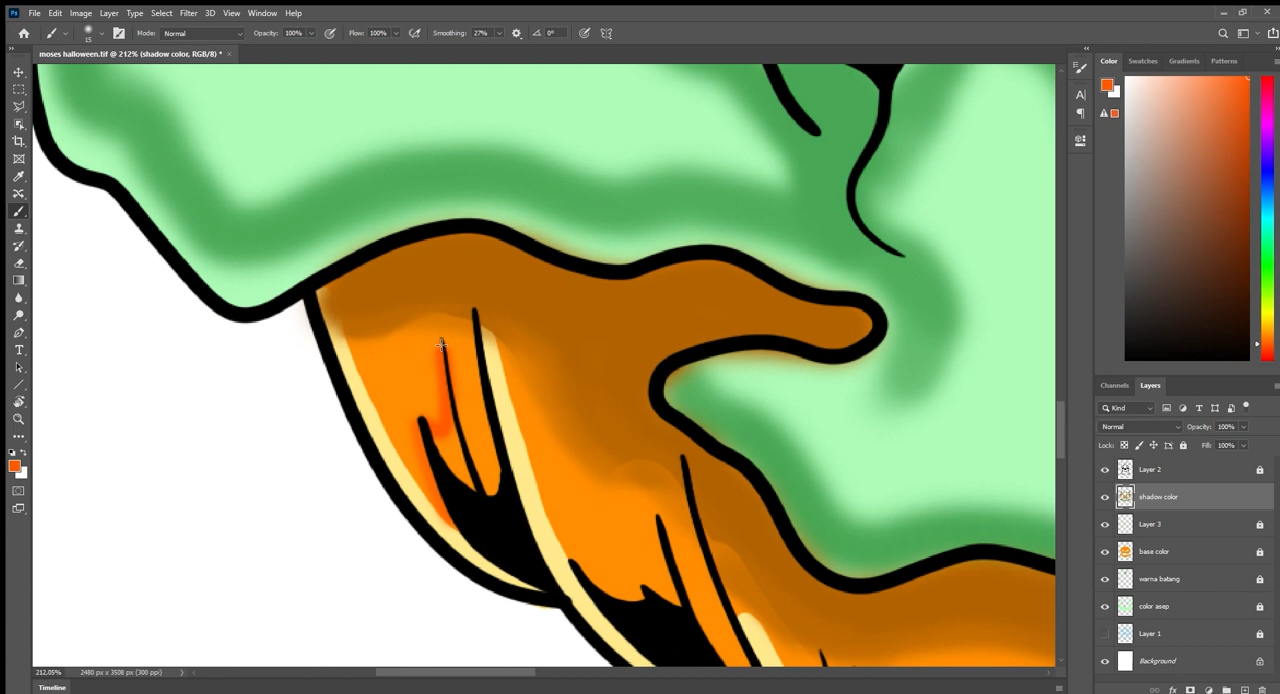 Ps File Edit Image Layer Type Select Filter 3D View Window Help
15 Mode: Normal Opacity: 100% Flow: 100% Smoothing: 27% 0°
moses halloween.tif @ 212% (shadow color, RGB/8) * ×
Color Swatches Gradients Patterns
Channels Layers
Kind
Normal Opacity: 100%
Lock: Fill: 100%
Layer 2
shadow color
Layer 3
base color
warna batang
color asep
Layer 1
Background
fx
212.05% 2480 px x 3508 px (300 ppi)
Timeline